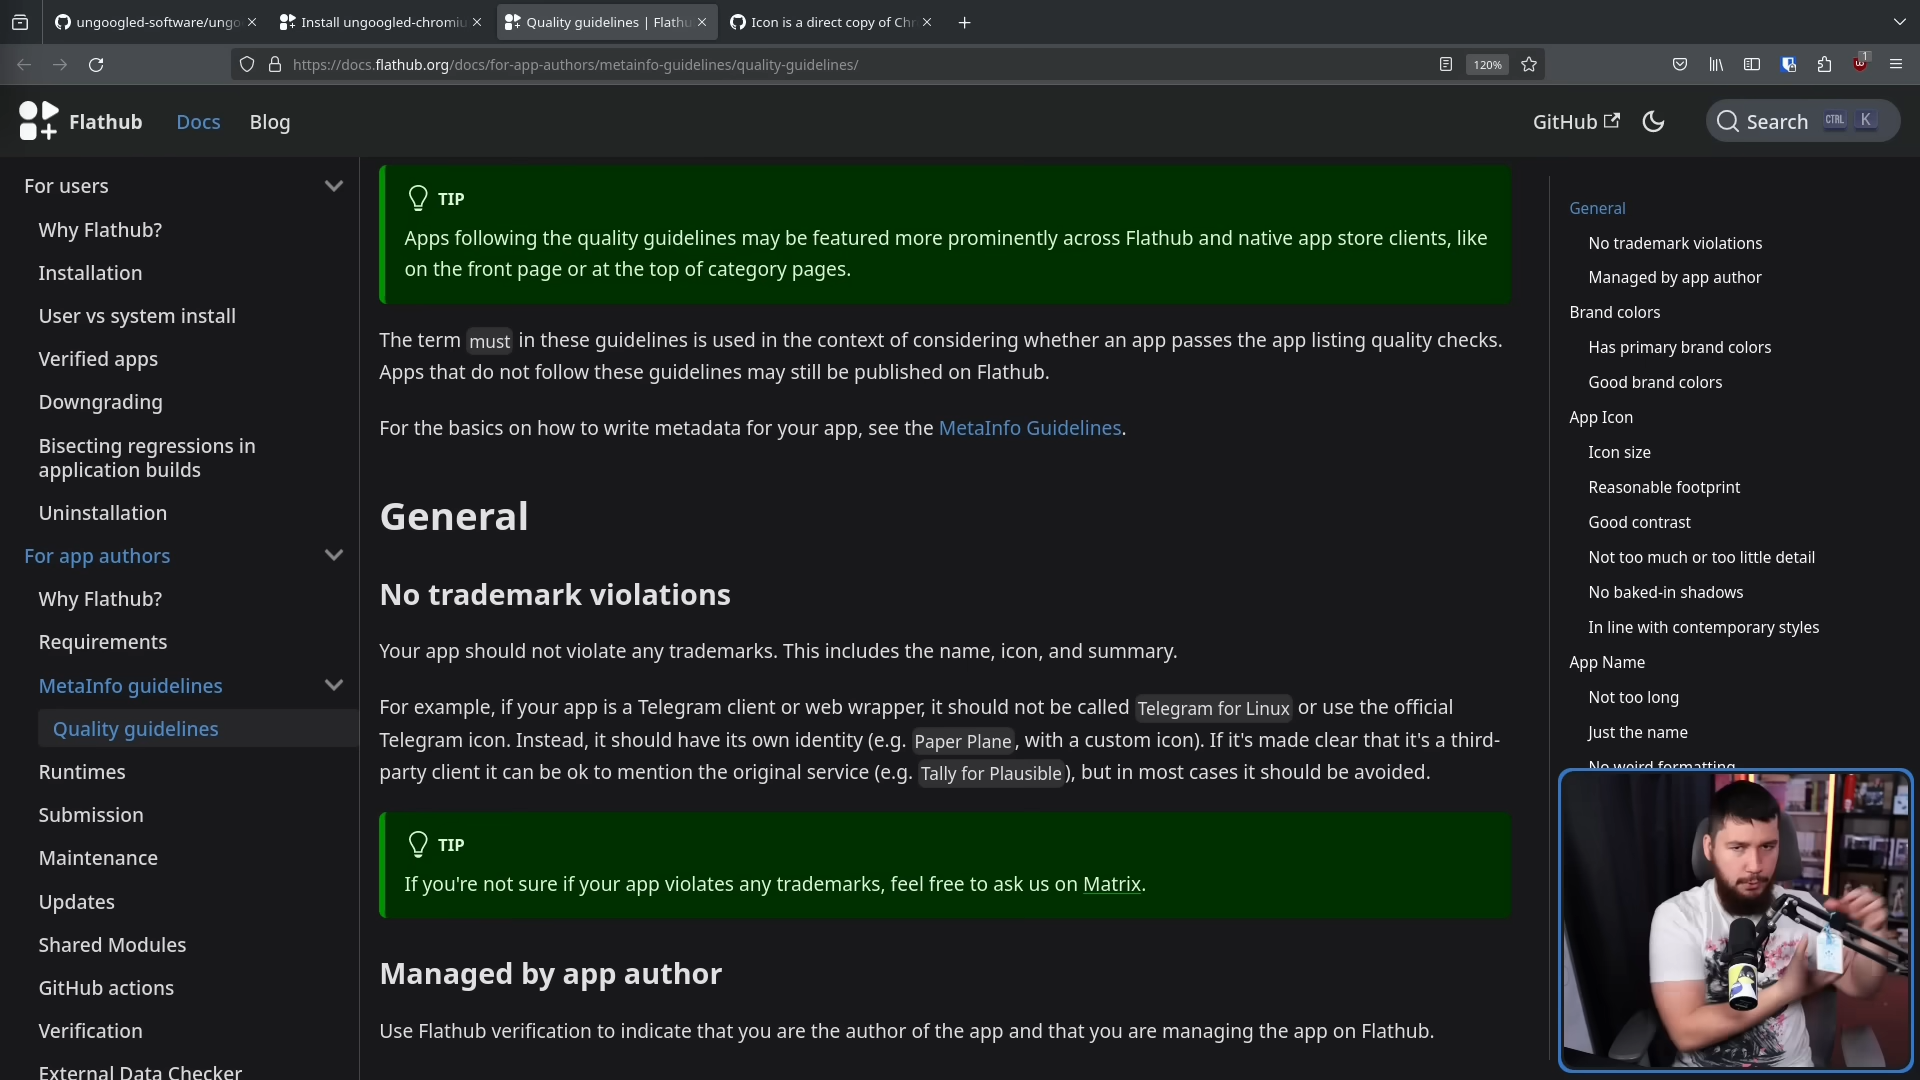 ungoogled-software/ungo
Install ungoogled-chromiu
Quality guidelines | Flathu
Icon is a direct copy of Chr
https://docs.flathub.org/docs/for-app-authors/metainfo-guidelines/quality-guidelines/
120%
1
Flathub
Docs
Blog
GitHub
Search
CTRL
K
For users
Why Flathub?
Installation
User vs system install
Verified apps
Downgrading
Bisecting regressions in
application builds
Uninstallation
For app authors
Why Flathub?
Requirements
MetaInfo guidelines
Quality guidelines
Runtimes
Submission
Maintenance
Updates
Shared Modules
GitHub actions
Verification
External Data Checker
TIP
Apps following the quality guidelines may be featured more prominently across Flathub and native app store clients, like
on the front page or at the top of category pages.
The term must in these guidelines is used in the context of considering whether an app passes the app listing quality checks.
Apps that do not follow these guidelines may still be published on Flathub.
For the basics on how to write metadata for your app, see the MetaInfo Guidelines.
General
No trademark violations
Your app should not violate any trademarks. This includes the name, icon, and summary.
For example, if your app is a Telegram client or web wrapper, it should not be called Telegram for Linux or use the official
Telegram icon. Instead, it should have its own identity (e.g. Paper Plane, with a custom icon). If it's made clear that it's a third-
party client it can be ok to mention the original service (e.g. Tally for Plausible), but in most cases it should be avoided.
TIP
If you're not sure if your app violates any trademarks, feel free to ask us on Matrix.
Managed by app author
Use Flathub verification to indicate that you are the author of the app and that you are managing the app on Flathub.
General
No trademark violations
Managed by app author
Brand colors
Has primary brand colors
Good brand colors
App Icon
Icon size
Reasonable footprint
Good contrast
Not too much or too little detail
No baked-in shadows
In line with contemporary styles
App Name
Not too long
Just the name
No weird formatting